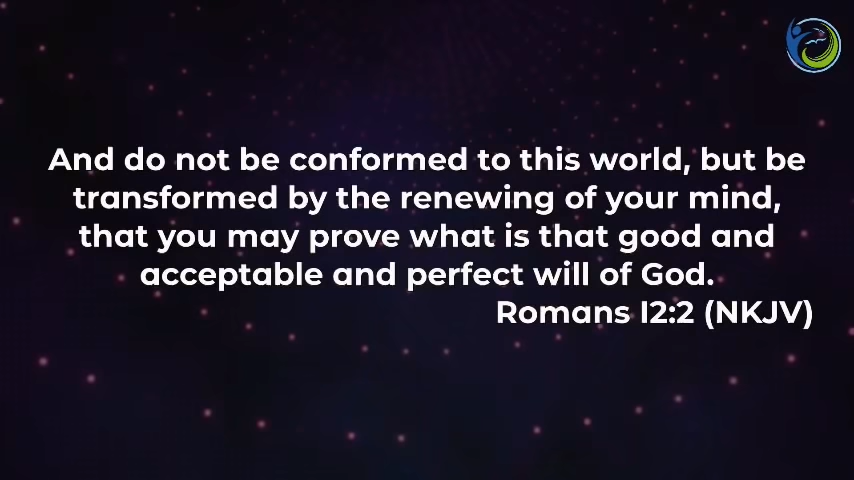 And do not be conformed to this world, but be
transformed by the renewing of your mind,
that you may prove what is that good and
acceptable and perfect will of God.
Romans 12:2 (NKJV)